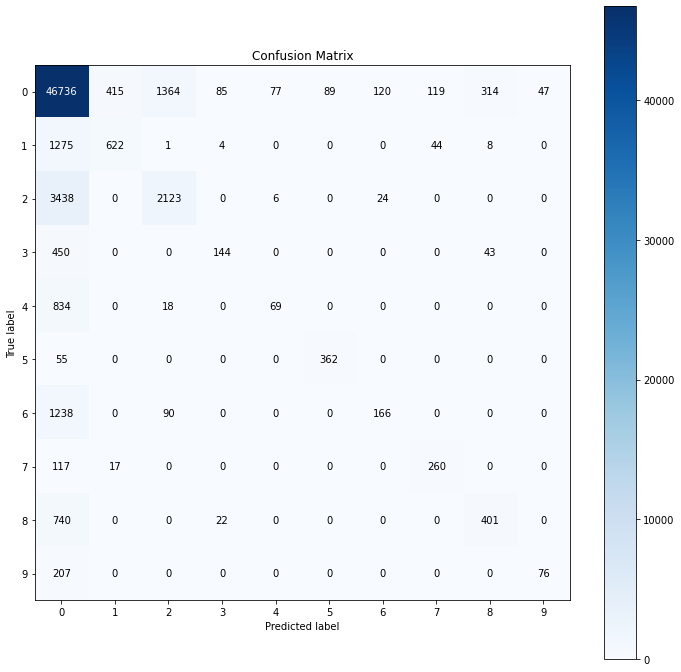 Confusion Matrix
0 46736 415 1364 85 77 89 120 119 314 47
1 1275 622 1 4 0 0 0 44 8 0
2 3438 0 2123 0 6 0 24 0 0 0
3 450 0 0 144 0 0 0 0 43 0
4 834 0 18 0 69 0 0 0 0 0
5 55 0 0 0 0 362 0 0 0 0
6 1238 0 90 0 0 0 166 0 0 0
7 117 17 0 0 0 0 0 260 0 0
8 740 0 0 22 0 0 0 0 401 0
9 207 0 0 0 0 0 0 0 0 76
0 1 2 3 4 5 6 7 8 9
Predicted label
True label
40000
30000
20000
10000
0